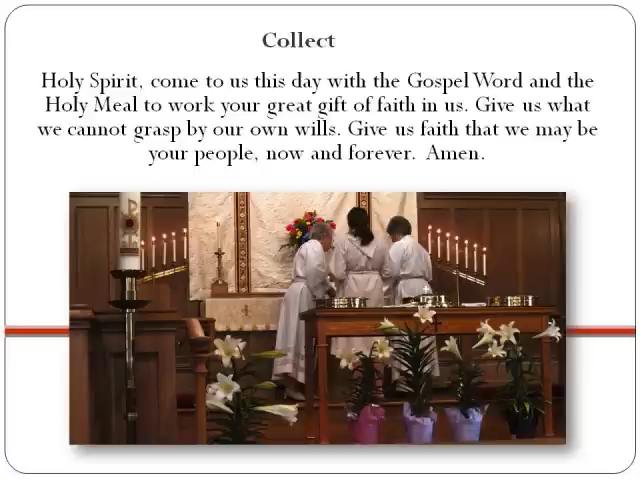 Collect
Holy Spirit, come to us this day with the Gospel Word and the
Holy Meal to work your great gift of faith in us. Give us what
we cannot grasp by our own wills. Give us faith that we may be
your people, now and forever.  Amen.